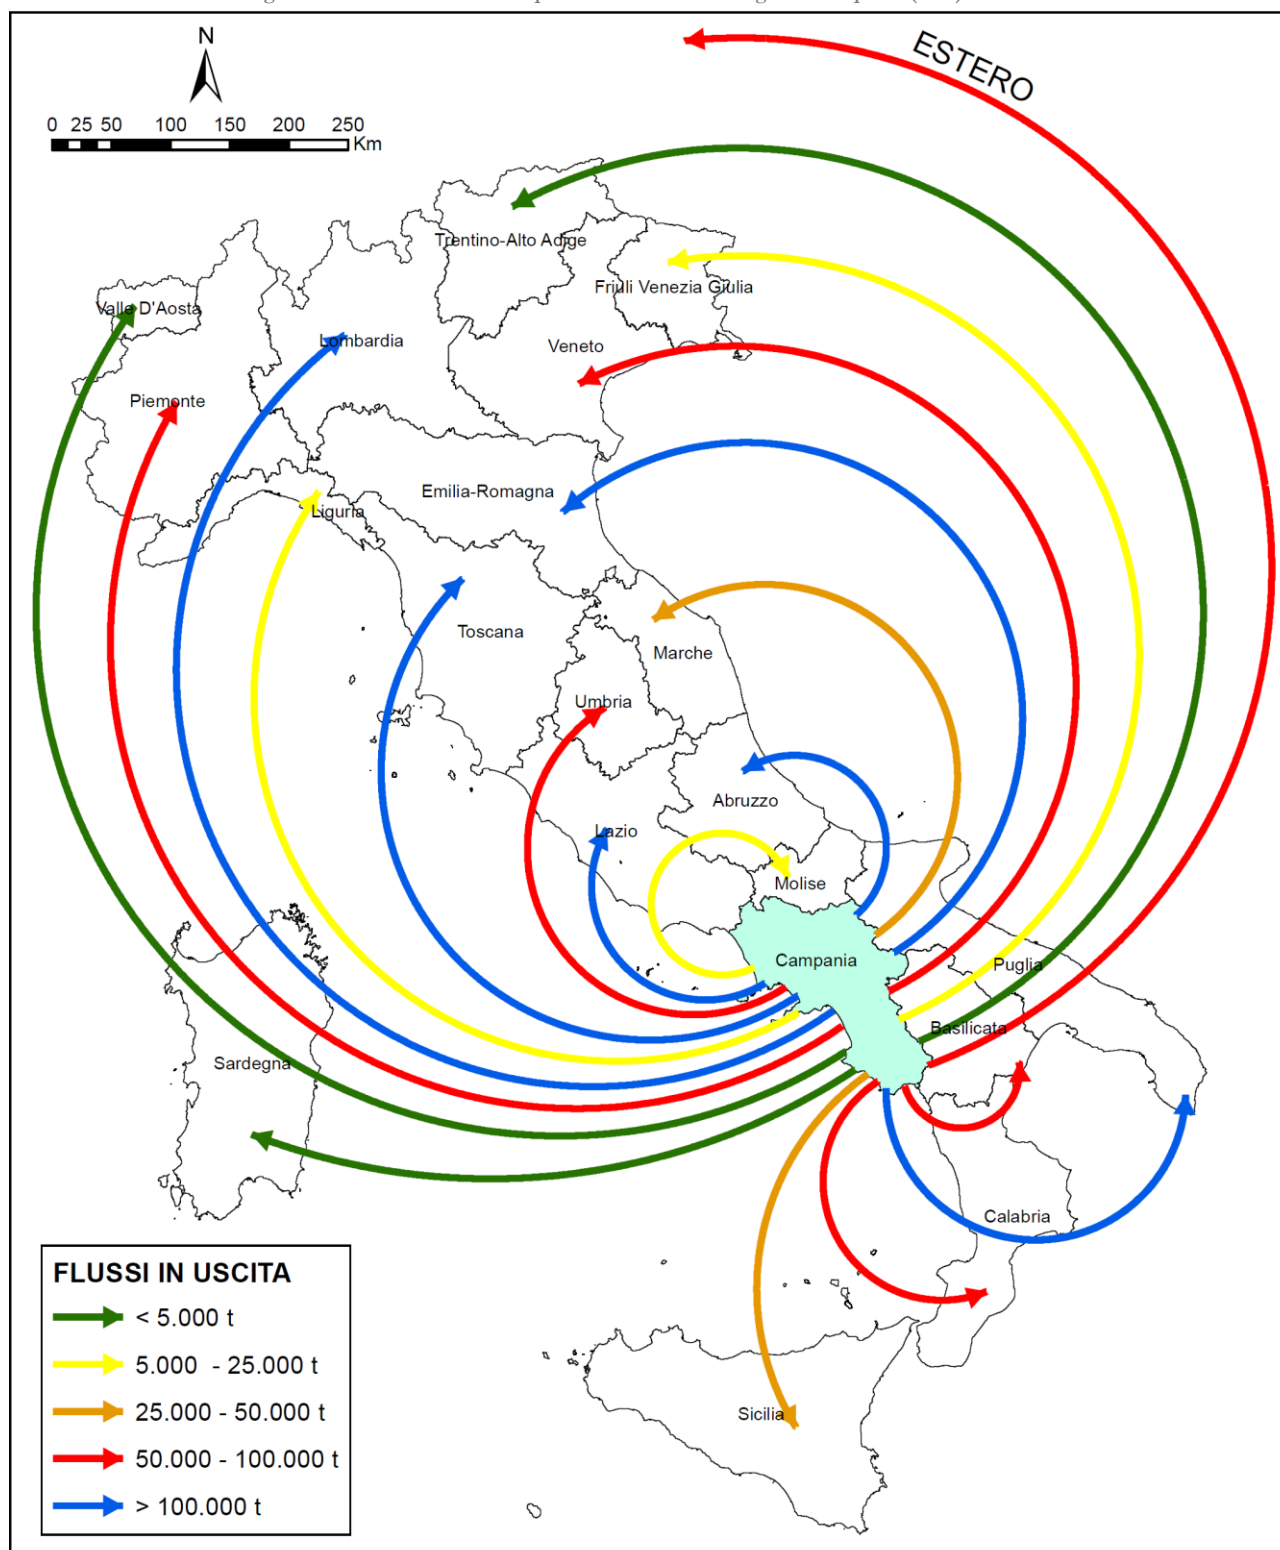 ESTERO
N
0 25 50 100 150 200 250
Km
Trentino-Alto Adige
Friuli Venezia Giulia
Valle D'Aosta
Lombardia
Veneto
Piemonte
Emilia-Romagna
Liguria
Toscana
Marche
Umbria
Abruzzo
Lazio
Molise
Campania
Puglia
Basilicata
Sardegna
Calabria
Sicilia
FLUSSI IN USCITA
< 5.000 t
5.000 - 25.000 t
25.000 - 50.000 t
50.000 - 100.000 t
> 100.000 t